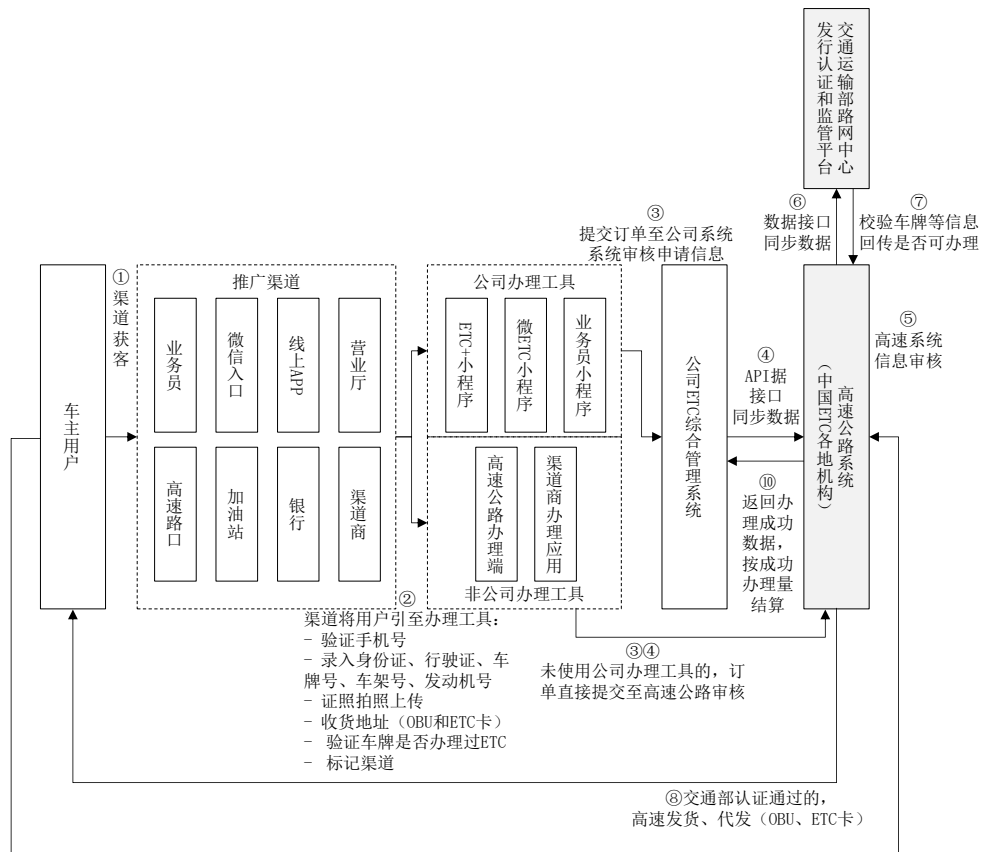 交通运输部路网中心
发行认证和监管平台
⑥
数据接口
同步数据
⑦
校验车牌等信息
回传是否可办理
③
提交订单至公司系统
系统审核申请信息
①
渠道获客
车主用户
推广渠道
业务员
微信入口
线上APP
营业厅
高速路口
加油站
银行
渠道商
公司办理工具
ETC+小程序
微ETC小程序
业务员小程序
高速公路办理端
渠道商办理应用
非公司办理工具
公司ETC综合管理系统
④
API据
接口
同步数据
⑩
返回办
理成功
数据，
按成功
办理量
结算
高速公路系统
（中国ETC各地机构）
⑤
高速系统
信息审核
②
渠道将用户引至办理工具：
- 验证手机号
- 录入身份证、行驶证、车
牌号、车架号、发动机号
- 证照拍照上传
- 收货地址（OBU和ETC卡）
- 验证车牌是否办理过ETC
- 标记渠道
③④
未使用公司办理工具的，订
单直接提交至高速公路审核
⑧交通部认证通过的，
高速发货、代发（OBU、ETC卡）